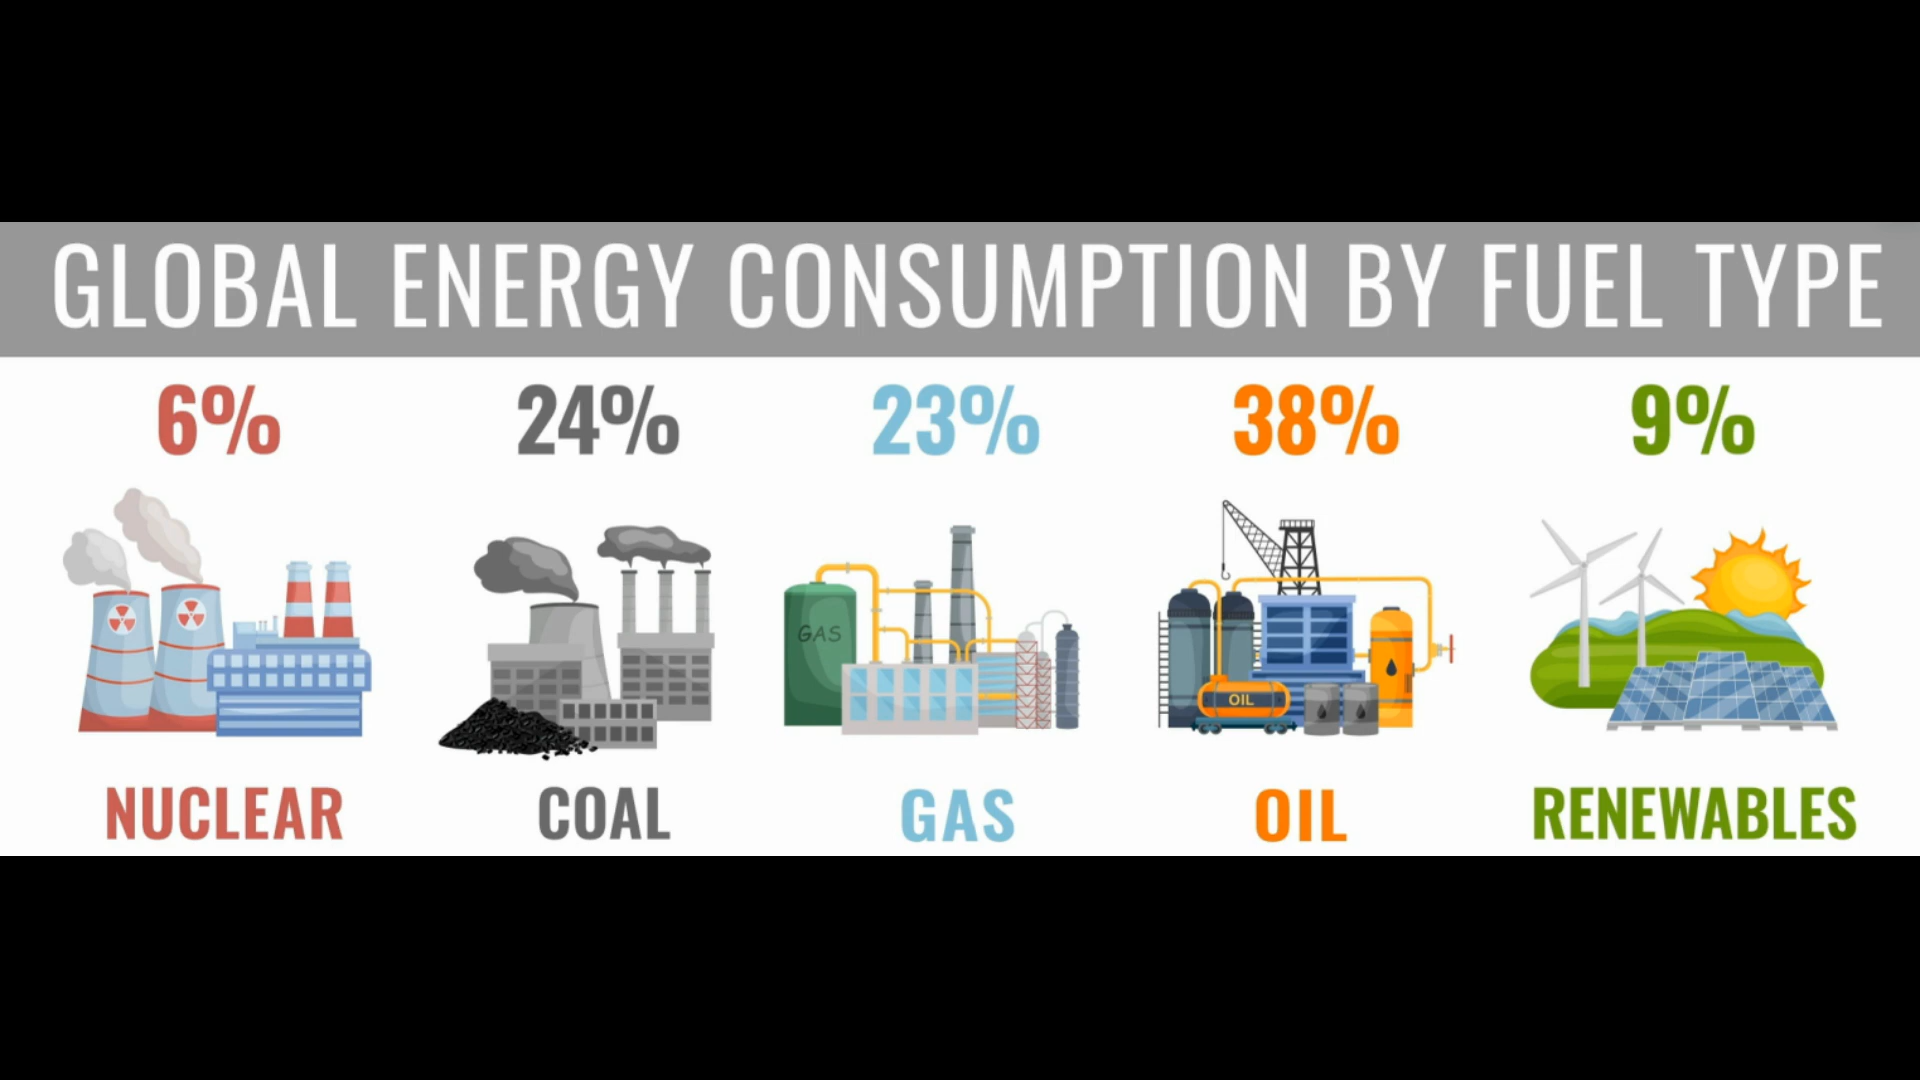 GLOBAL ENERGY CONSUMPTION BY FUEL TYPE
6% 24% 23% 38% 9%
GAS
OIL
NUCLEAR COAL GAS OIL RENEWABLES